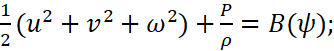 ½(u² + v² + ω²) + P/ρ = B(ψ);